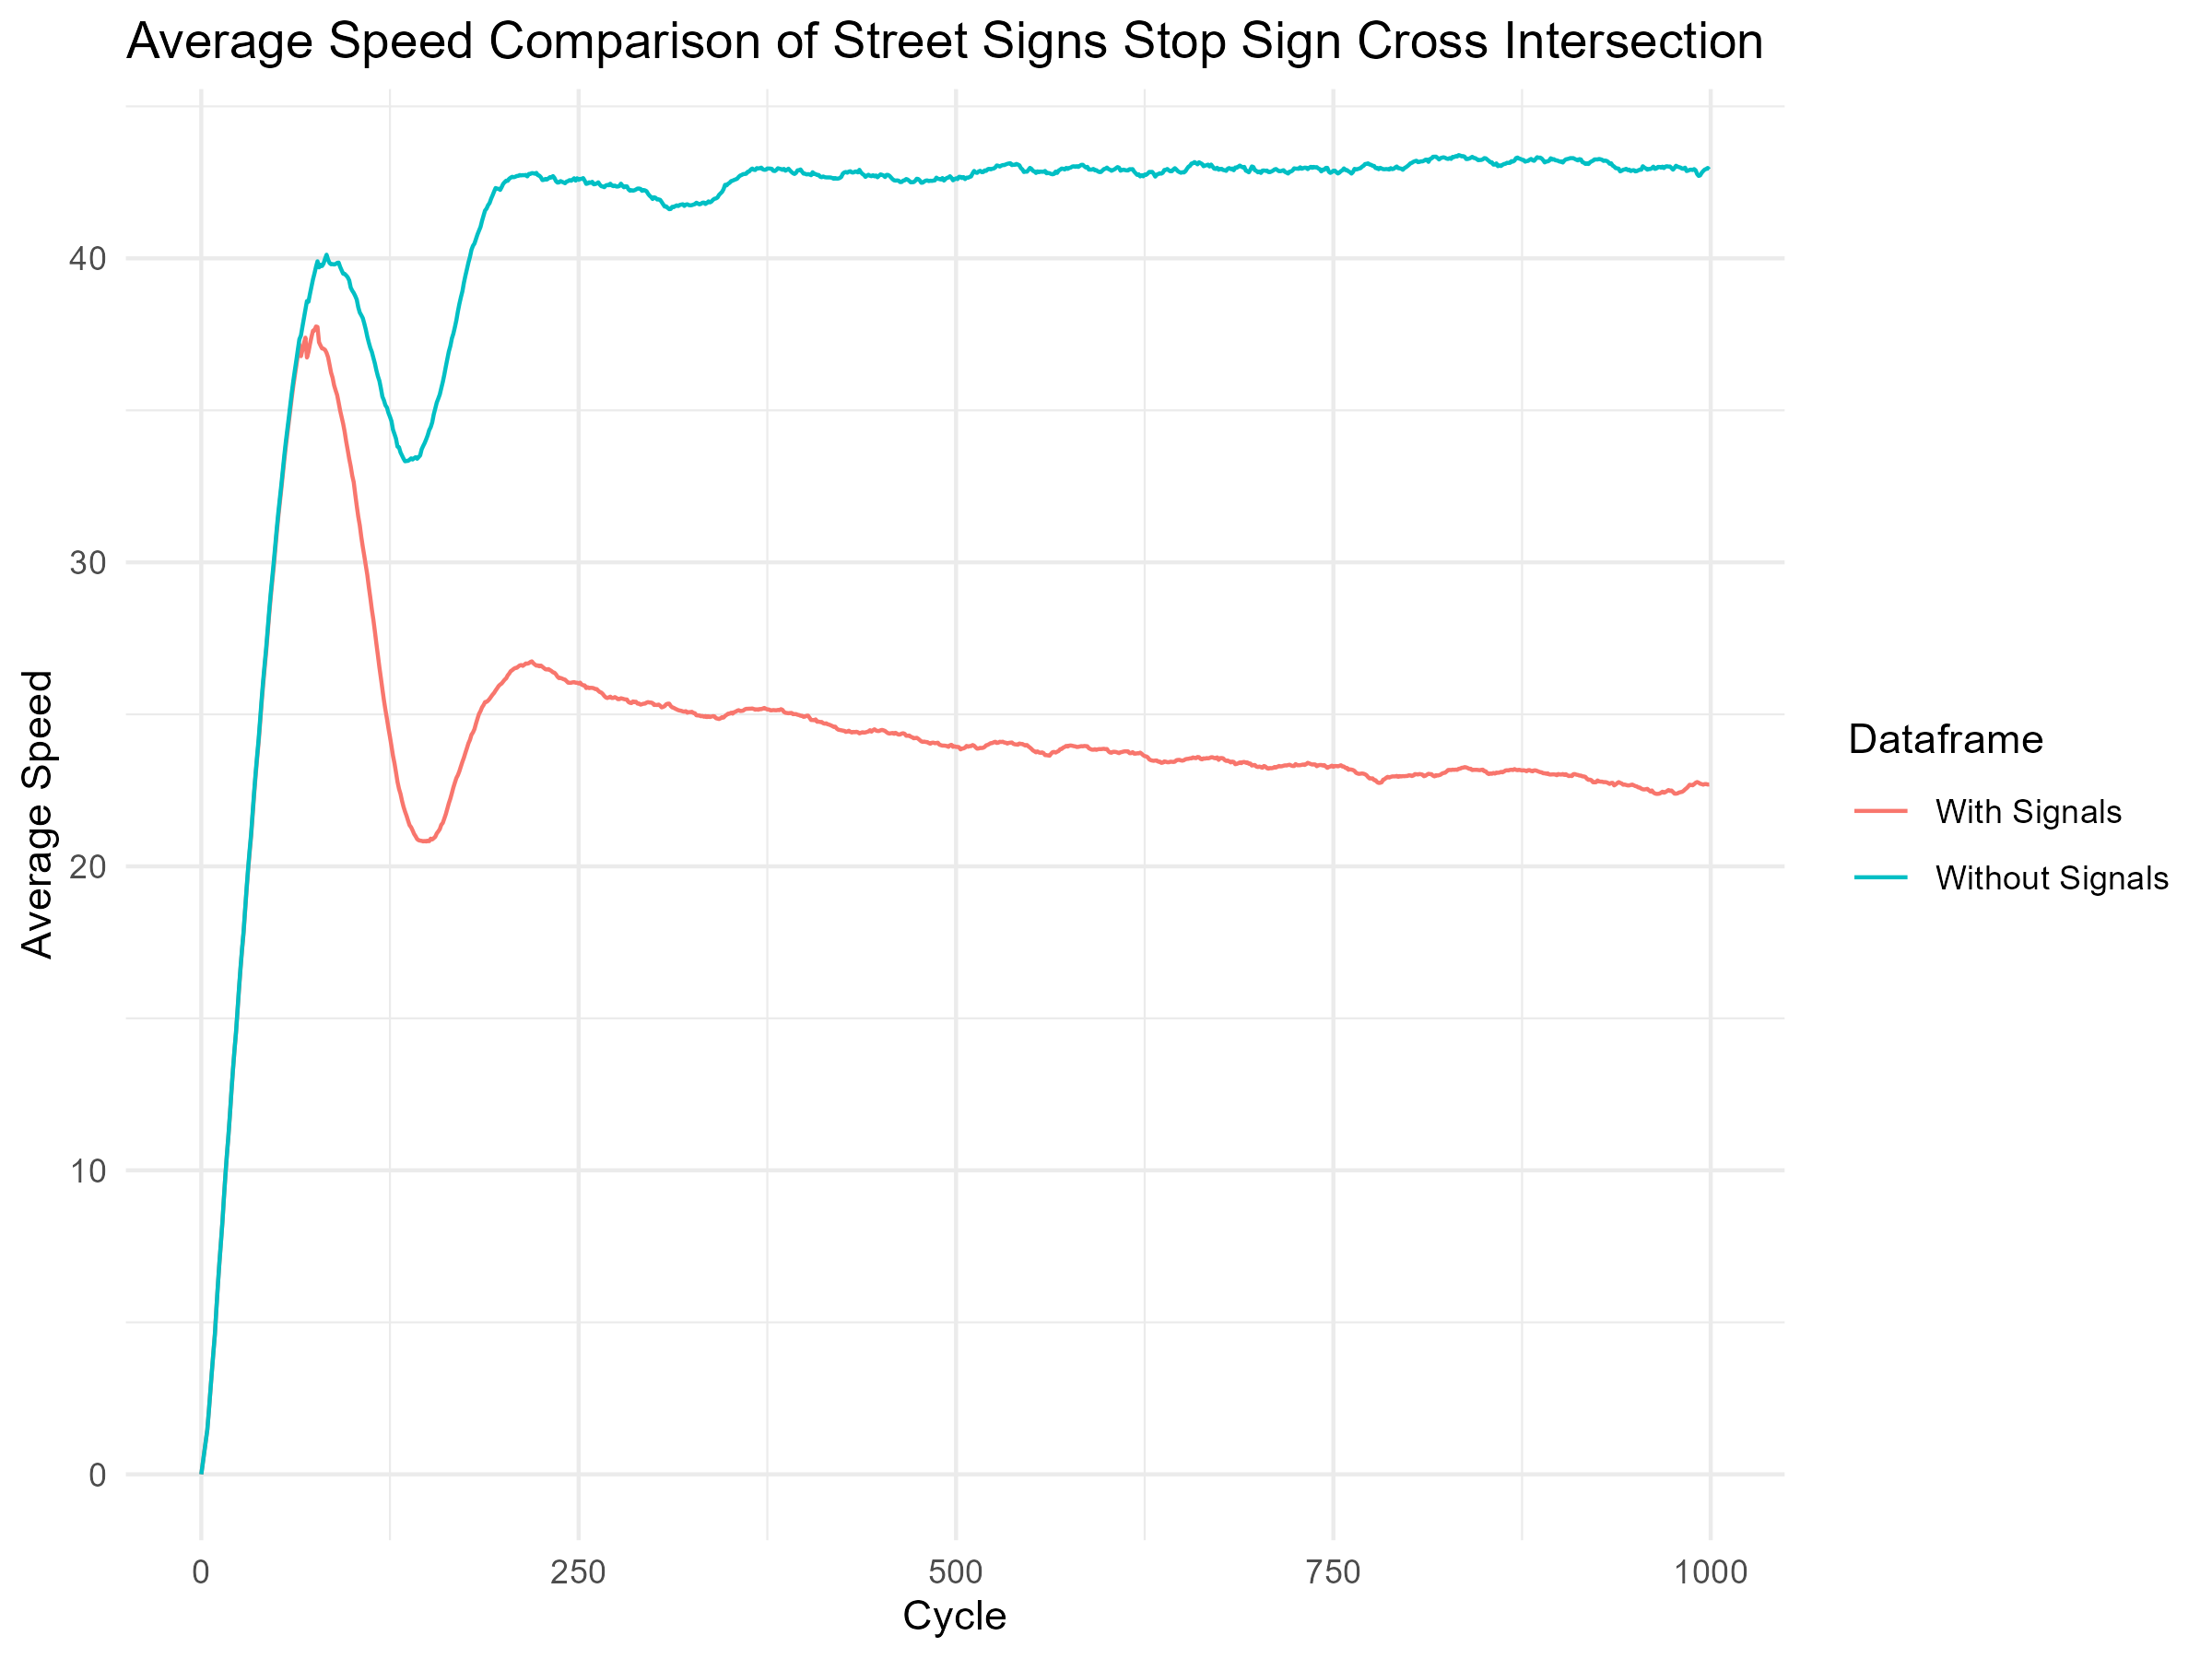 Average Speed Comparison of Street Signs Stop Sign Cross Intersection
40
30
20
10
0
Average Speed
0
250
500
750
1000
Cycle
Dataframe
With Signals
Without Signals